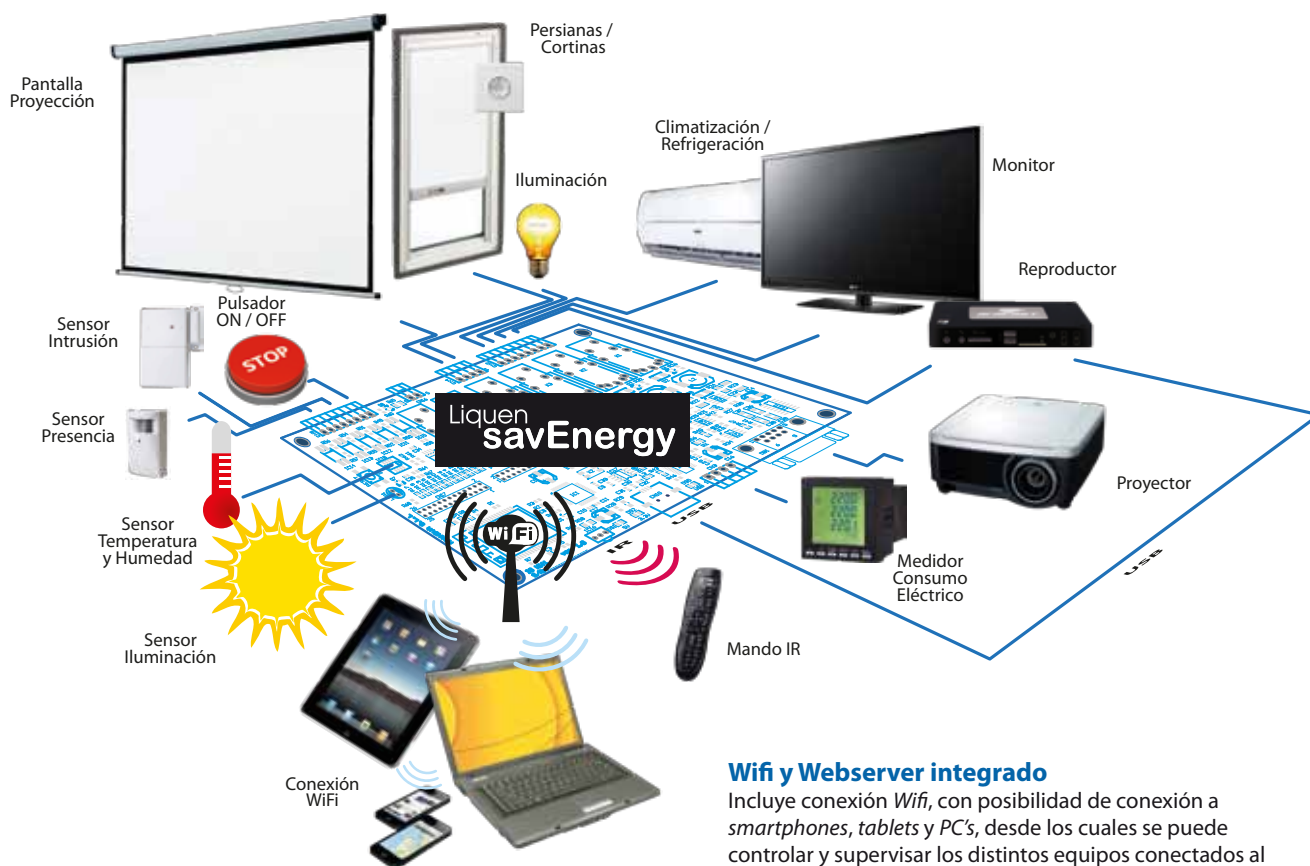 Pantalla
Proyección
Persianas /
Cortinas
Iluminación
Climatización /
Refrigeración
Monitor
Reproductor
Sensor
Intrusión
Pulsador
ON / OFF
STOP
Sensor
Presencia
Liquen
savEnergy
Proyector
Sensor
Temperatura
y Humedad
WiFi
IR
USB
USB
Medidor
Consumo
Eléctrico
Sensor
Iluminación
Mando IR
Conexión
WiFi
Wifi y Webserver integrado
Incluye conexión Wifi, con posibilidad de conexión a
smartphones, tablets y PC's, desde los cuales se puede
controlar y supervisar los distintos equipos conectados al